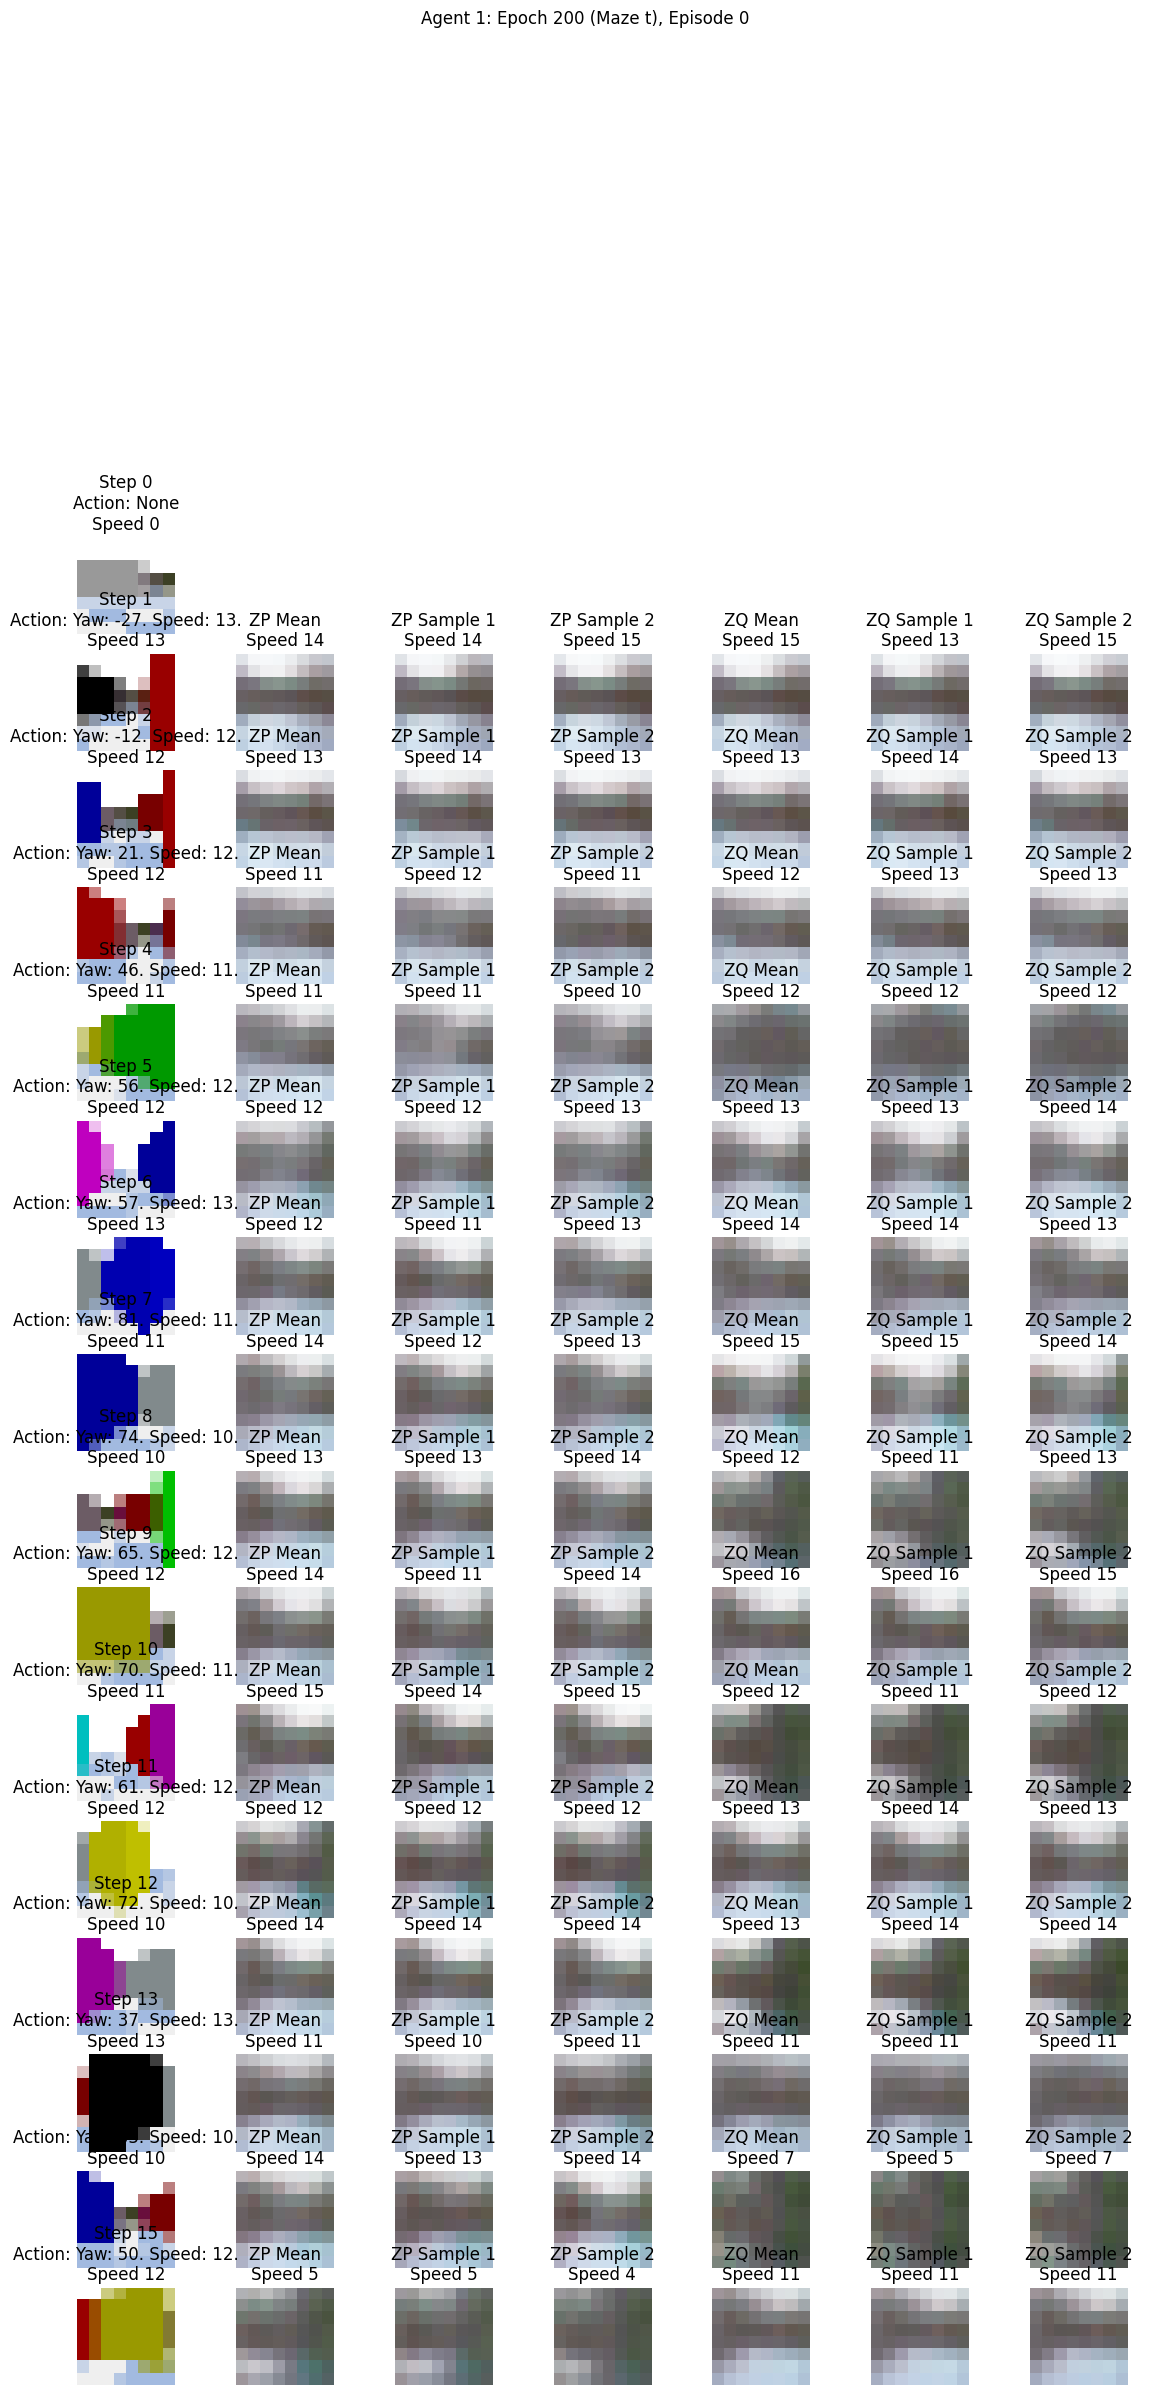 Agent 1: Epoch 200 (Maze t), Episode 0
Step 0
Action: None
Speed 0
Step 1
Action: Yaw: -27. Speed: 13. ZP Mean ZP Sample 1 ZP Sample 2 ZQ Mean ZQ Sample 1 ZQ Sample 2
Speed 13 Speed 14 Speed 14 Speed 15 Speed 15 Speed 13 Speed 15
Step 2
Action: Yaw: -12. Speed: 12. ZP Mean ZP Sample 1 ZP Sample 2 ZQ Mean ZQ Sample 1 ZQ Sample 2
Speed 12 Speed 13 Speed 14 Speed 13 Speed 13 Speed 14 Speed 13
Step 3
Action: Yaw: 21. Speed: 12. ZP Mean ZP Sample 1 ZP Sample 2 ZQ Mean ZQ Sample 1 ZQ Sample 2
Speed 12 Speed 11 Speed 12 Speed 11 Speed 12 Speed 13 Speed 13
Step 4
Action: Yaw: 46. Speed: 11. ZP Mean ZP Sample 1 ZP Sample 2 ZQ Mean ZQ Sample 1 ZQ Sample 2
Speed 11 Speed 11 Speed 11 Speed 10 Speed 12 Speed 12 Speed 12
Step 5
Action: Yaw: 56. Speed: 12. ZP Mean ZP Sample 1 ZP Sample 2 ZQ Mean ZQ Sample 1 ZQ Sample 2
Speed 12 Speed 12 Speed 12 Speed 13 Speed 13 Speed 13 Speed 14
Step 6
Action: Yaw: 57. Speed: 13. ZP Mean ZP Sample 1 ZP Sample 2 ZQ Mean ZQ Sample 1 ZQ Sample 2
Speed 13 Speed 12 Speed 11 Speed 13 Speed 14 Speed 14 Speed 13
Step 7
Action: Yaw: 81. Speed: 11. ZP Mean ZP Sample 1 ZP Sample 2 ZQ Mean ZQ Sample 1 ZQ Sample 2
Speed 11 Speed 14 Speed 12 Speed 13 Speed 15 Speed 15 Speed 14
Step 8
Action: Yaw: 74. Speed: 10. ZP Mean ZP Sample 1 ZP Sample 2 ZQ Mean ZQ Sample 1 ZQ Sample 2
Speed 10 Speed 13 Speed 13 Speed 14 Speed 12 Speed 11 Speed 13
Step 9
Action: Yaw: 65. Speed: 12. ZP Mean ZP Sample 1 ZP Sample 2 ZQ Mean ZQ Sample 1 ZQ Sample 2
Speed 12 Speed 14 Speed 11 Speed 14 Speed 16 Speed 16 Speed 15
Step 10
Action: Yaw: 70. Speed: 11. ZP Mean ZP Sample 1 ZP Sample 2 ZQ Mean ZQ Sample 1 ZQ Sample 2
Speed 11 Speed 15 Speed 14 Speed 15 Speed 12 Speed 11 Speed 12
Step 11
Action: Yaw: 61. Speed: 12. ZP Mean ZP Sample 1 ZP Sample 2 ZQ Mean ZQ Sample 1 ZQ Sample 2
Speed 12 Speed 12 Speed 12 Speed 12 Speed 13 Speed 14 Speed 13
Step 12
Action: Yaw: 72. Speed: 10. ZP Mean ZP Sample 1 ZP Sample 2 ZQ Mean ZQ Sample 1 ZQ Sample 2
Speed 10 Speed 14 Speed 14 Speed 14 Speed 13 Speed 14 Speed 14
Step 13
Action: Yaw: 37. Speed: 13. ZP Mean ZP Sample 1 ZP Sample 2 ZQ Mean ZQ Sample 1 ZQ Sample 2
Speed 13 Speed 11 Speed 10 Speed 11 Speed 11 Speed 11 Speed 11
Action: Speed: 10. ZP Mean ZP Sample 1 ZP Sample 2 ZQ Mean ZQ Sample 1 ZQ Sample 2
Speed 10 Speed 14 Speed 13 Speed 14 Speed 7 Speed 5 Speed 7
Step 15
Action: Yaw: 50. Speed: 12. ZP Mean ZP Sample 1 ZP Sample 2 ZQ Mean ZQ Sample 1 ZQ Sample 2
Speed 12 Speed 5 Speed 5 Speed 4 Speed 11 Speed 11 Speed 11